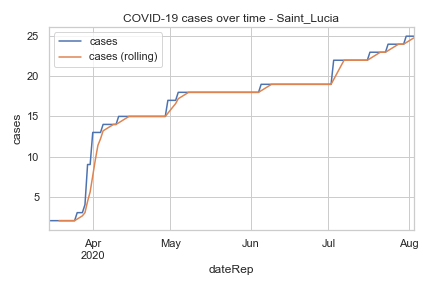 COVID-19 cases over time - Saint_Lucia
cases
cases (rolling)
25
20
15
10
5
cases
Apr
2020
May
Jun
Jul
Aug
dateRep